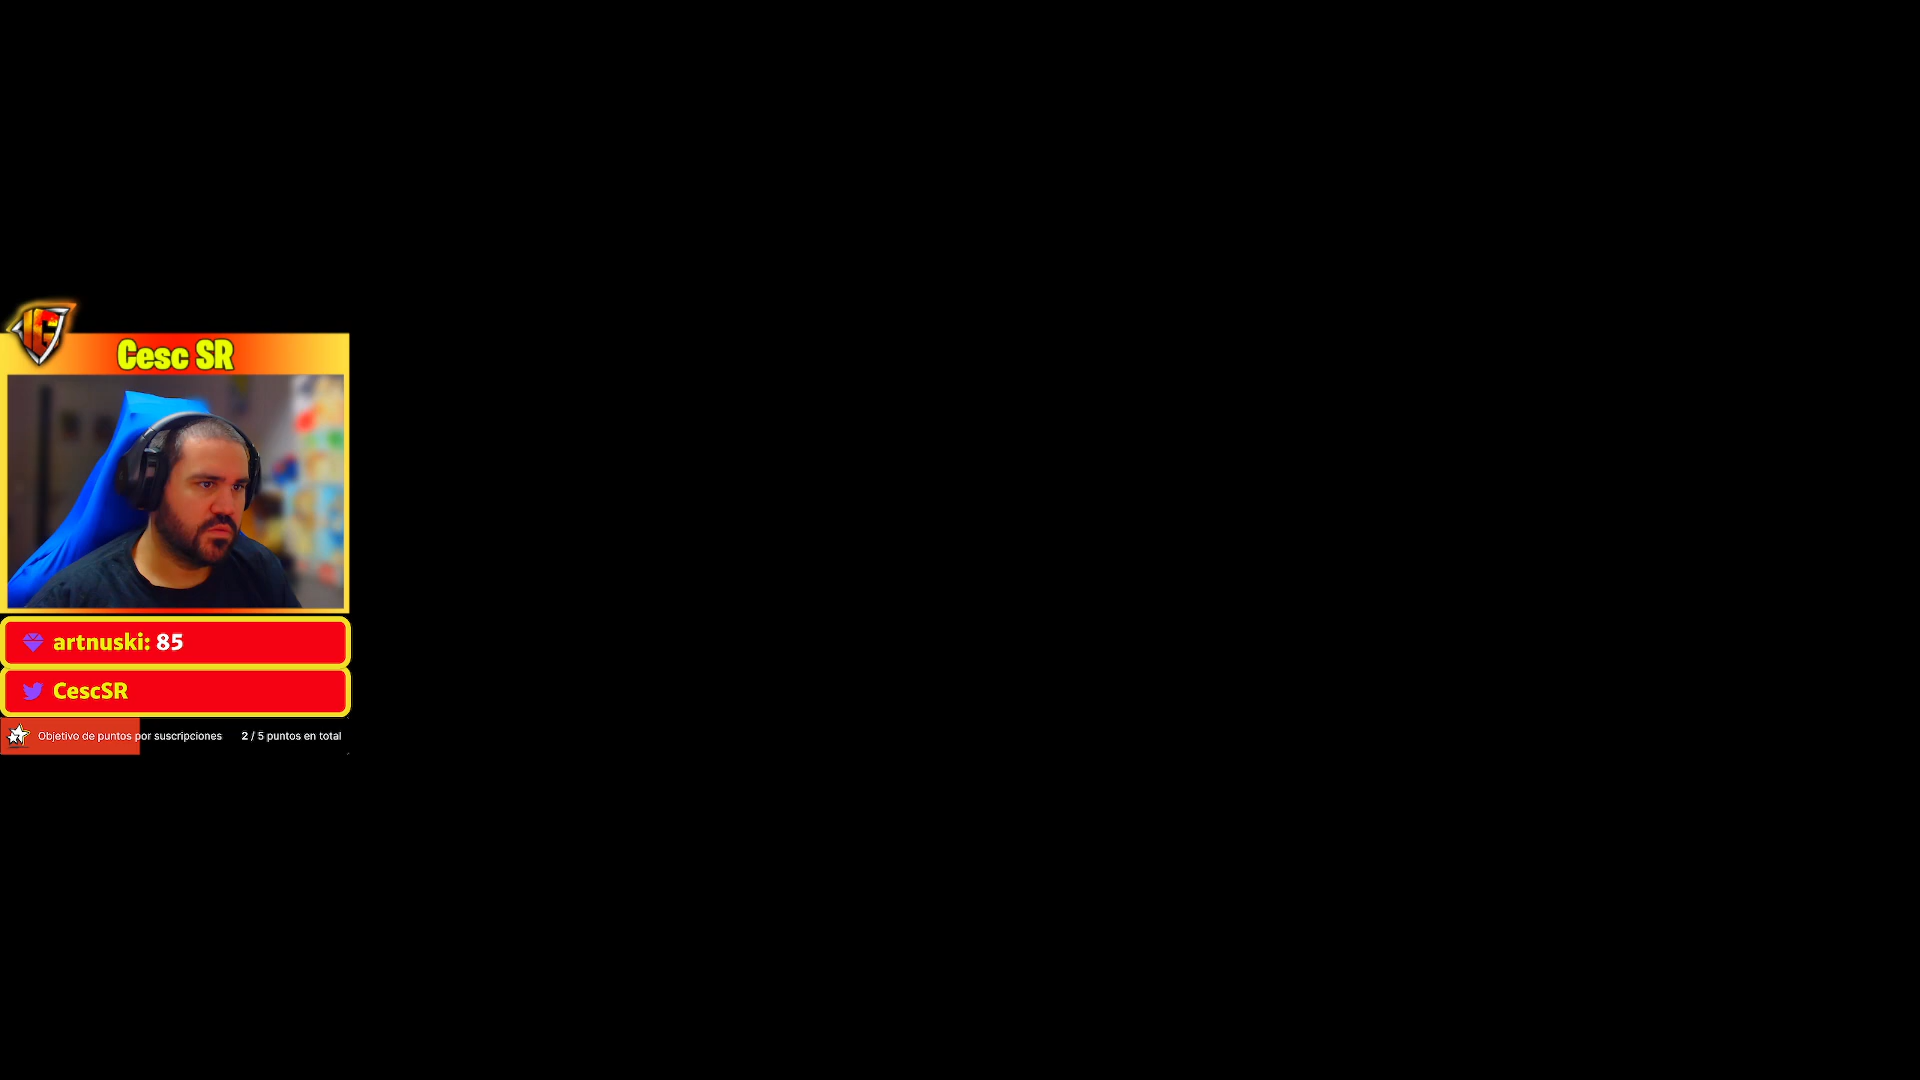 Cesc SR
artnuski: 85
CescSR
Objetivo de puntos por suscripciones 2 / 5 puntos en total